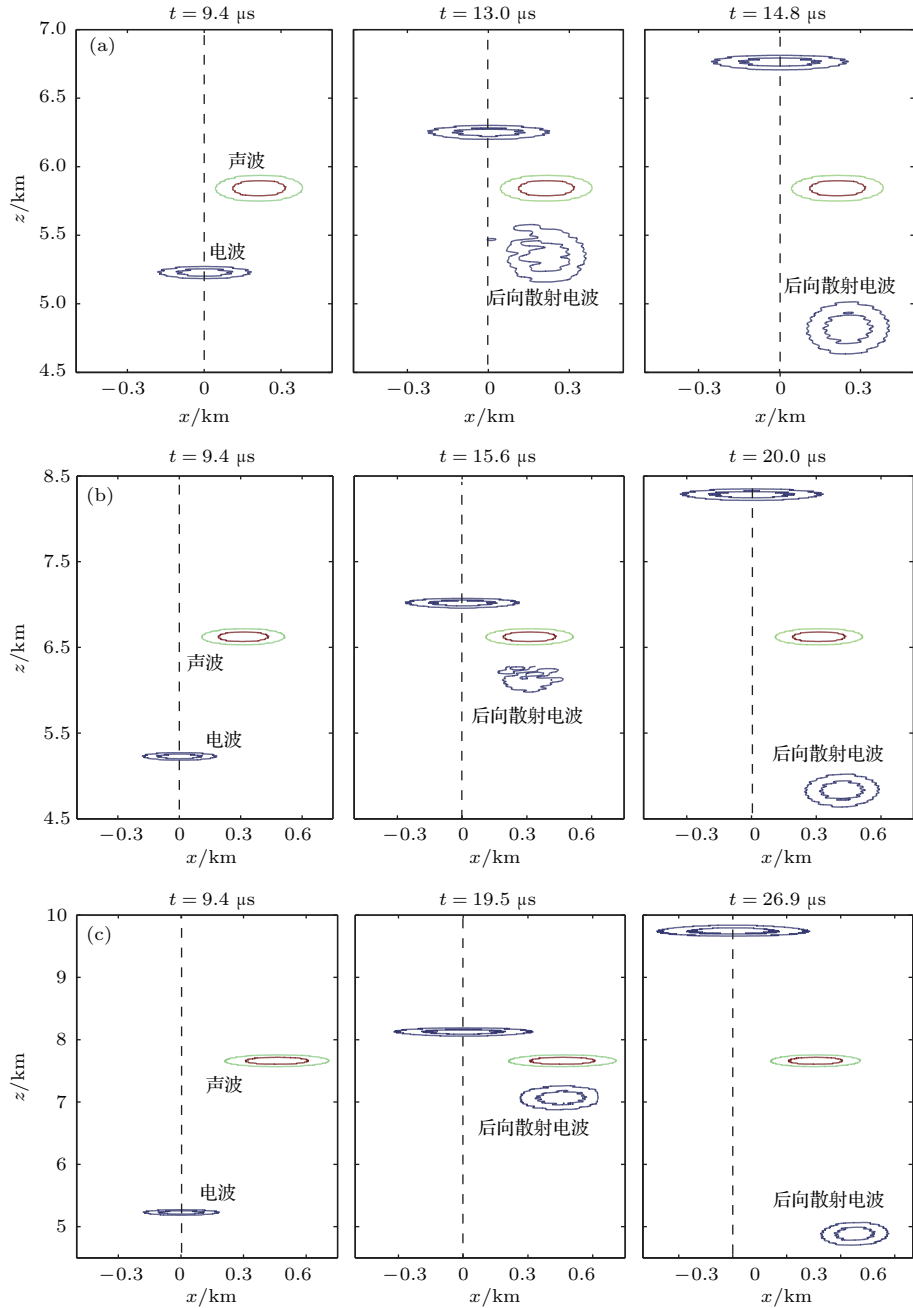 t = 9.4 μs
t = 13.0 μs
t = 14.8 μs
(a)
7.0
6.5
6.0
5.5
5.0
4.5
z/km
声波
电波
后向散射电波
后向散射电波
−0.3
0
0.3
−0.3
0
0.3
−0.3
0
0.3
x/km
x/km
x/km
t = 9.4 μs
t = 15.6 μs
t = 20.0 μs
(b)
8.5
7.5
6.5
5.5
4.5
z/km
声波
电波
后向散射电波
后向散射电波
−0.3
0
0.3
0.6
−0.3
0
0.3
0.6
−0.3
0
0.3
0.6
x/km
x/km
x/km
t = 9.4 μs
t = 19.5 μs
t = 26.9 μs
(c)
10
9
8
7
6
5
z/km
声波
电波
后向散射电波
后向散射电波
−0.3
0
0.3
0.6
−0.3
0
0.3
0.6
−0.3
0
0.3
0.6
x/km
x/km
x/km